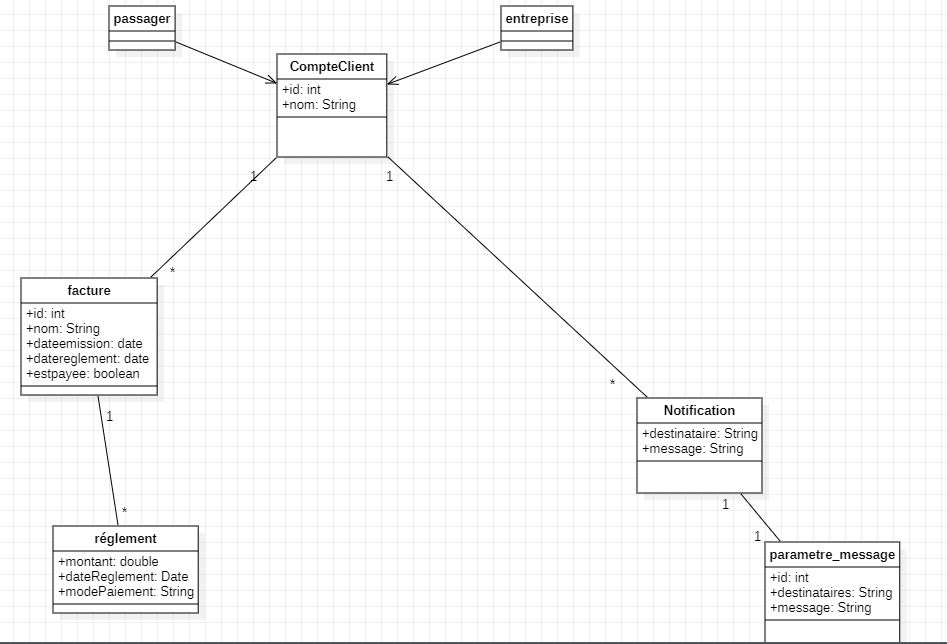 passager
entreprise
CompteClient
+id: int
+nom: String
1
1
*
facture
+id: int
+nom: String
+dateemission: date
+datereglement: date
+estpayee: boolean
*
Notification
+destinataire: String
+message: String
1
*
réglement
+montant: double
+dateReglement: Date
+modePaiement: String
1
1
parametre_message
+id: int
+destinataires: String
+message: String